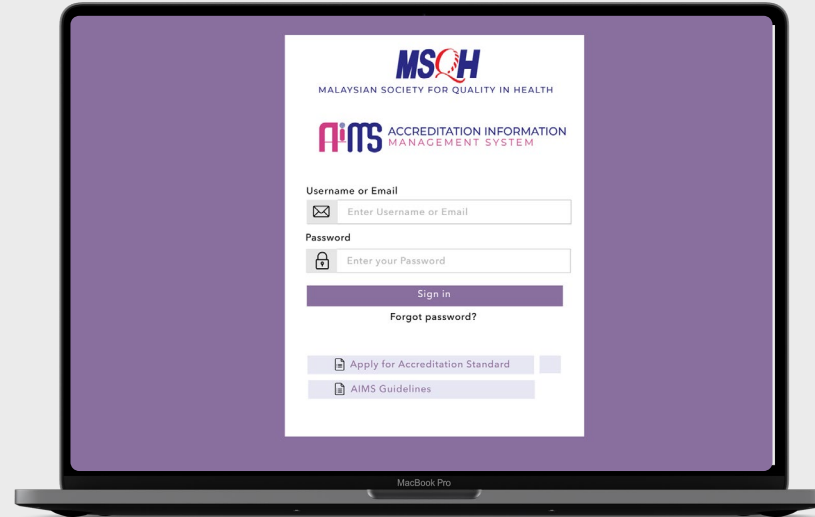 MSQH
MALAYSIAN SOCIETY FOR QUALITY IN HEALTH
AiMS ACCREDITATION INFORMATION
MANAGEMENT SYSTEM
Username or Email
Enter Username or Email
Password
Enter your Password
Sign in
Forgot password?
Apply for Accreditation Standard
AIMS Guidelines
MacBook Pro